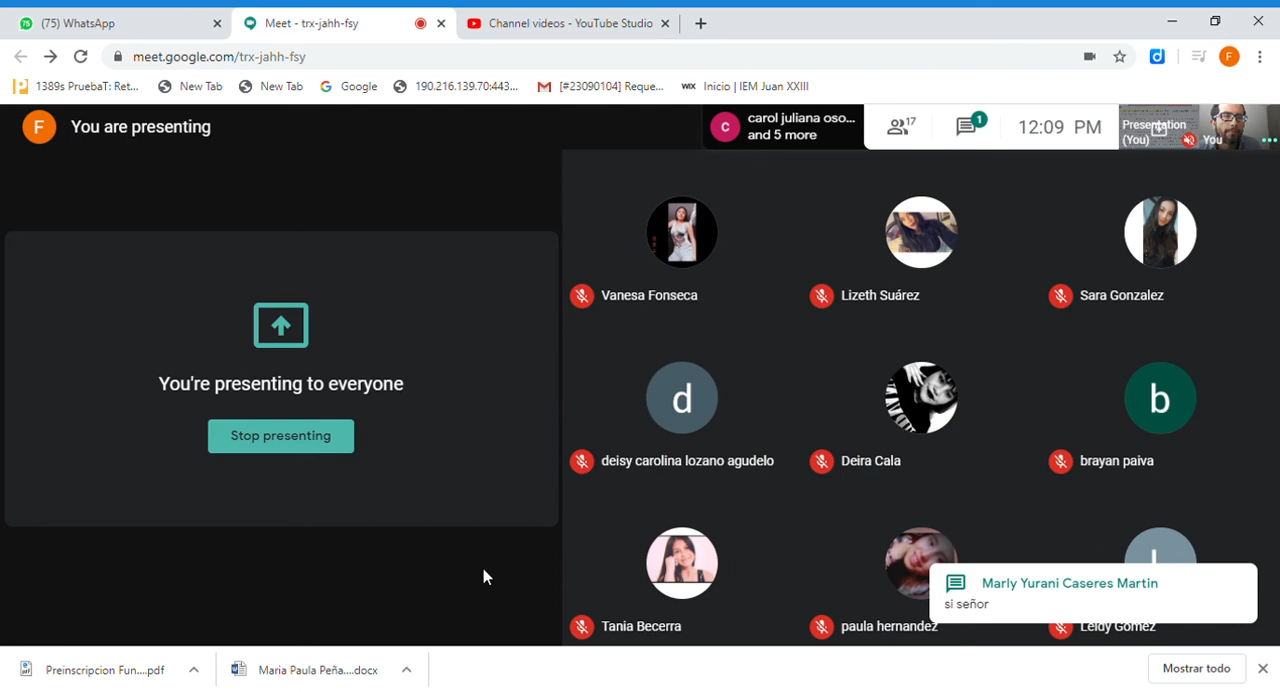 (75) WhatsApp
Meet - trx-jahh-fsy
Channel videos - YouTube Studio
meet.google.com/trx-jahh-fsy
F
1389s PruebaT: Ret...
New Tab
New Tab
Google
190.216.139.70:443...
[#23090104] Reque...
WIX Inicio | IEM Juan XXIII
F
You are presenting
c
carol juliana oso...
and 5 more
17
1
12:09 PM
Presentation
(You)
You
You're presenting to everyone
Stop presenting
Vanesa Fonseca
Lizeth Suárez
Sara Gonzalez
d
b
deisy carolina lozano agudelo
Deira Cala
brayan paiva
Marly Yurani Caseres Martin
si señor
Tania Becerra
paula hernandez
Leidy Gomez
Preinscripcion Fun....pdf
Maria Paula Peña....docx
Mostrar todo